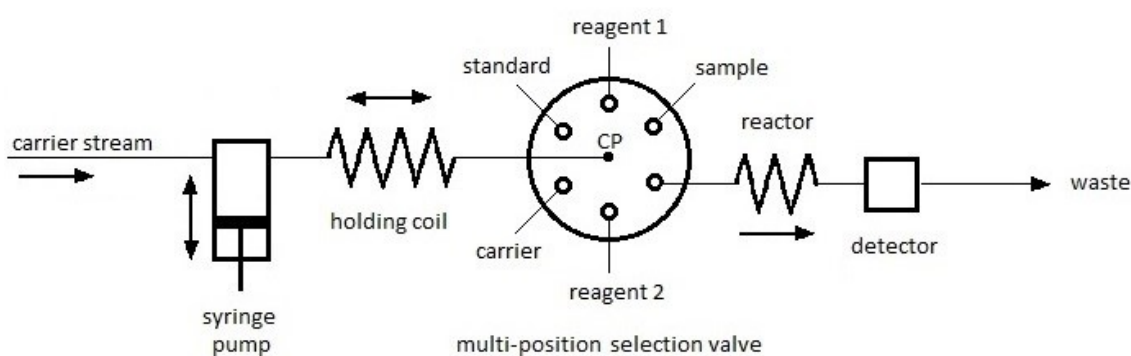 reagent 1
standard
sample
carrier stream
CP
reactor
holding coil
carrier
waste
detector
reagent 2
syringe
pump
multi-position selection valve